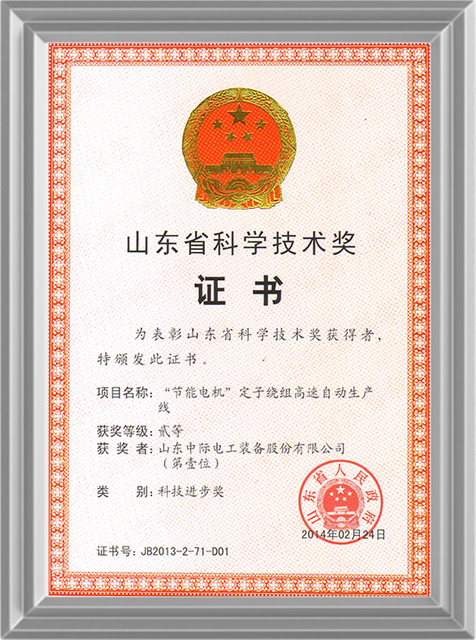 山东省科学技术奖
证书
为表彰山东省科学技术奖获得者，
特颁发此证书。
项目名称：“节能电机”定子绕组高速自动生产
线
获奖等级：贰等
获奖者：山东中际电工装备股份有限公司
（第壹位）
类别：科技进步奖
山东省人民政府
2014年02月24日
证书号：JB2013-2-71-D01